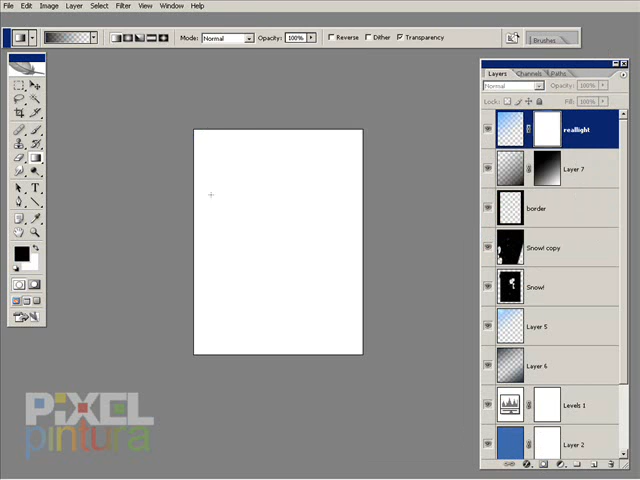 File Edit Image Layer Select Filter View Window Help
Mode: Normal Opacity: 100% Reverse Dither Transparency Brushes
Layers Channels Paths
Normal Opacity: 100%
Lock: Fill: 100%
reallight
Layer 7
border
Snow! copy
Snow!
Layer 5
Layer 6
Levels 1
Layer 2
T
PiXEL
pintura